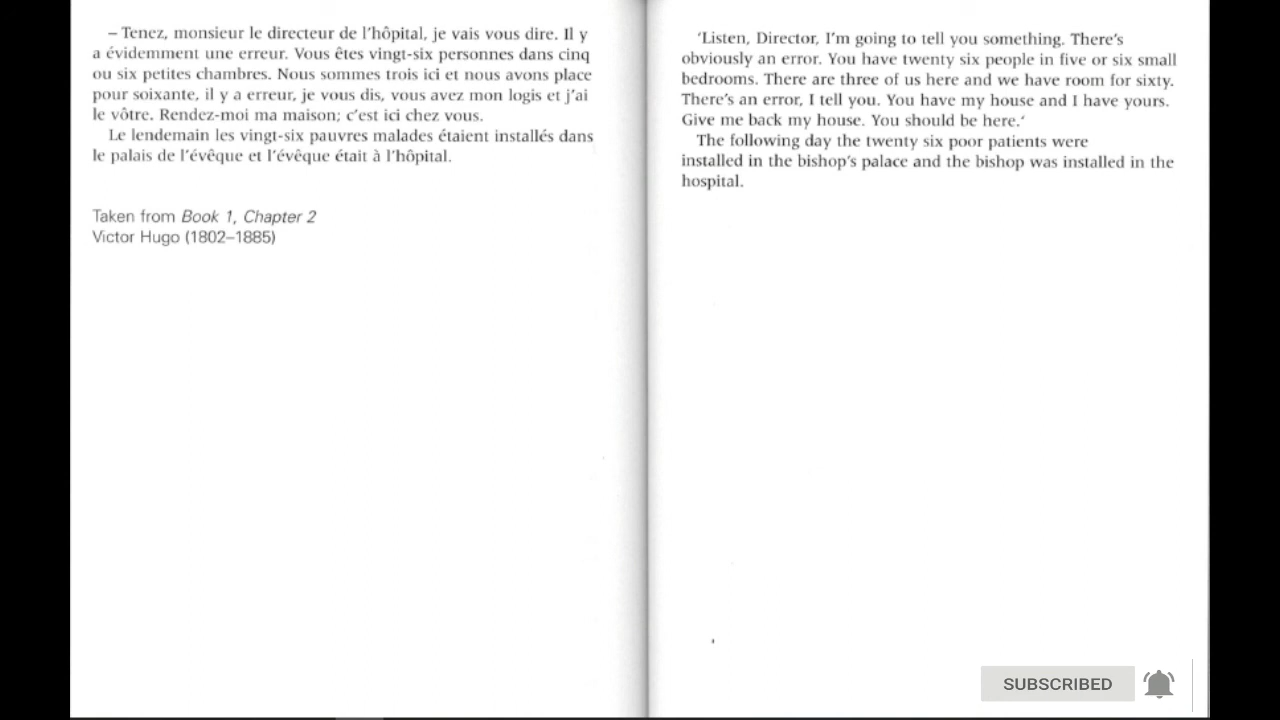 – Tenez, monsieur le directeur de l'hôpital, je vais vous dire. Il y
a évidemment une erreur. Vous êtes vingt-six personnes dans cinq
ou six petites chambres. Nous sommes trois ici et nous avons place
pour soixante, il y a erreur, je vous dis, vous avez mon logis et j'ai
le vôtre. Rendez-moi ma maison; c'est ici chez vous.
Le lendemain les vingt-six pauvres malades étaient installés dans
le palais de l'évêque et l'évêque était à l'hôpital.
Taken from Book 1, Chapter 2
Victor Hugo (1802–1885)
'Listen, Director, I'm going to tell you something. There's
obviously an error. You have twenty six people in five or six small
bedrooms. There are three of us here and we have room for sixty.
There's an error, I tell you. You have my house and I have yours.
Give me back my house. You should be here.‘
The following day the twenty six poor patients were
installed in the bishop's palace and the bishop was installed in the
hospital.
SUBSCRIBED